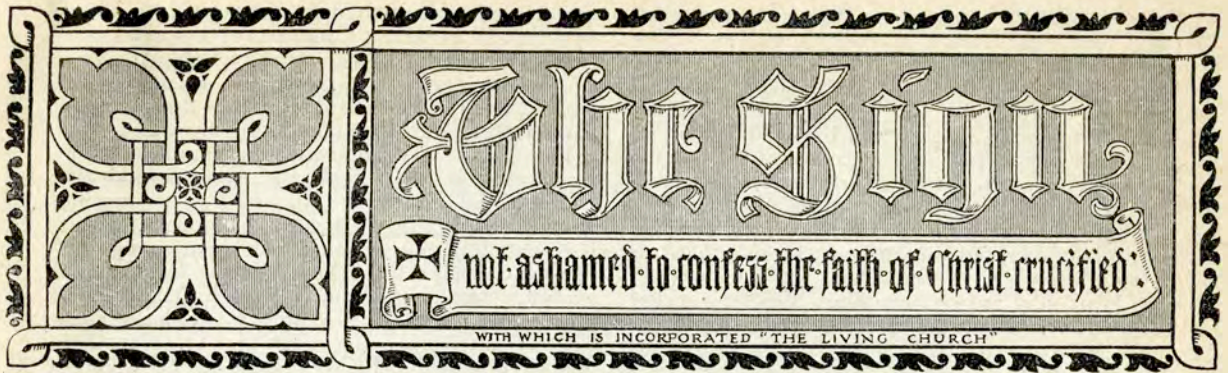 The Sign
not·ashamed·to·confess·the·faith·of·Christ·crucified·
WITH WHICH IS INCORPORATED "THE LIVING CHURCH"